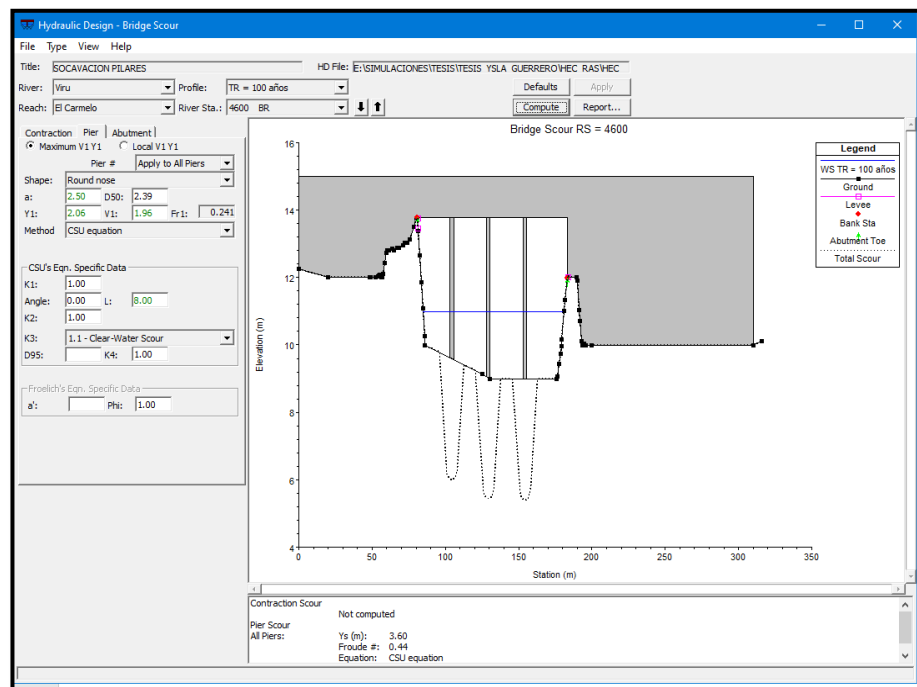 Hydraulic Design - Bridge Scour
File Type View Help
Title: SOCAVACION PILARES HD File: E:\SIMULACIONES\TESIS\TESIS YSLA GUERRERO\HEC RAS\HEC
River: Viru Profile: TR = 100 años Defaults Apply
Reach: El Carmelo River Sta.: 4600 BR Compute Report...
Contraction Pier Abutment
Maximum V1 Y1 Local V1 Y1
Pier # Apply to All Piers
Shape: Round nose
a: 2.50 D50: 2.39
Y1: 2.06 V1: 1.96 Fr1: 0.241
Method CSU equation
CSU's Eqn. Specific Data
K1: 1.00
Angle: 0.00 L: 8.00
K2: 1.00
K3: 1.1 - Clear-Water Scour
D95: K4: 1.00
Froelich's Eqn. Specific Data
a': Phi: 1.00
Bridge Scour RS = 4600
16
14
12
10
8
6
4
Elevation (m)
0 50 100 150 200 250 300 350
Station (m)
Legend
WS TR = 100 años
Ground
Levee
Bank Sta
Abutment Toe
Total Scour
Contraction Scour
Not computed
Pier Scour
All Piers: Ys (m): 3.60
Froude #: 0.44
Equation: CSU equation